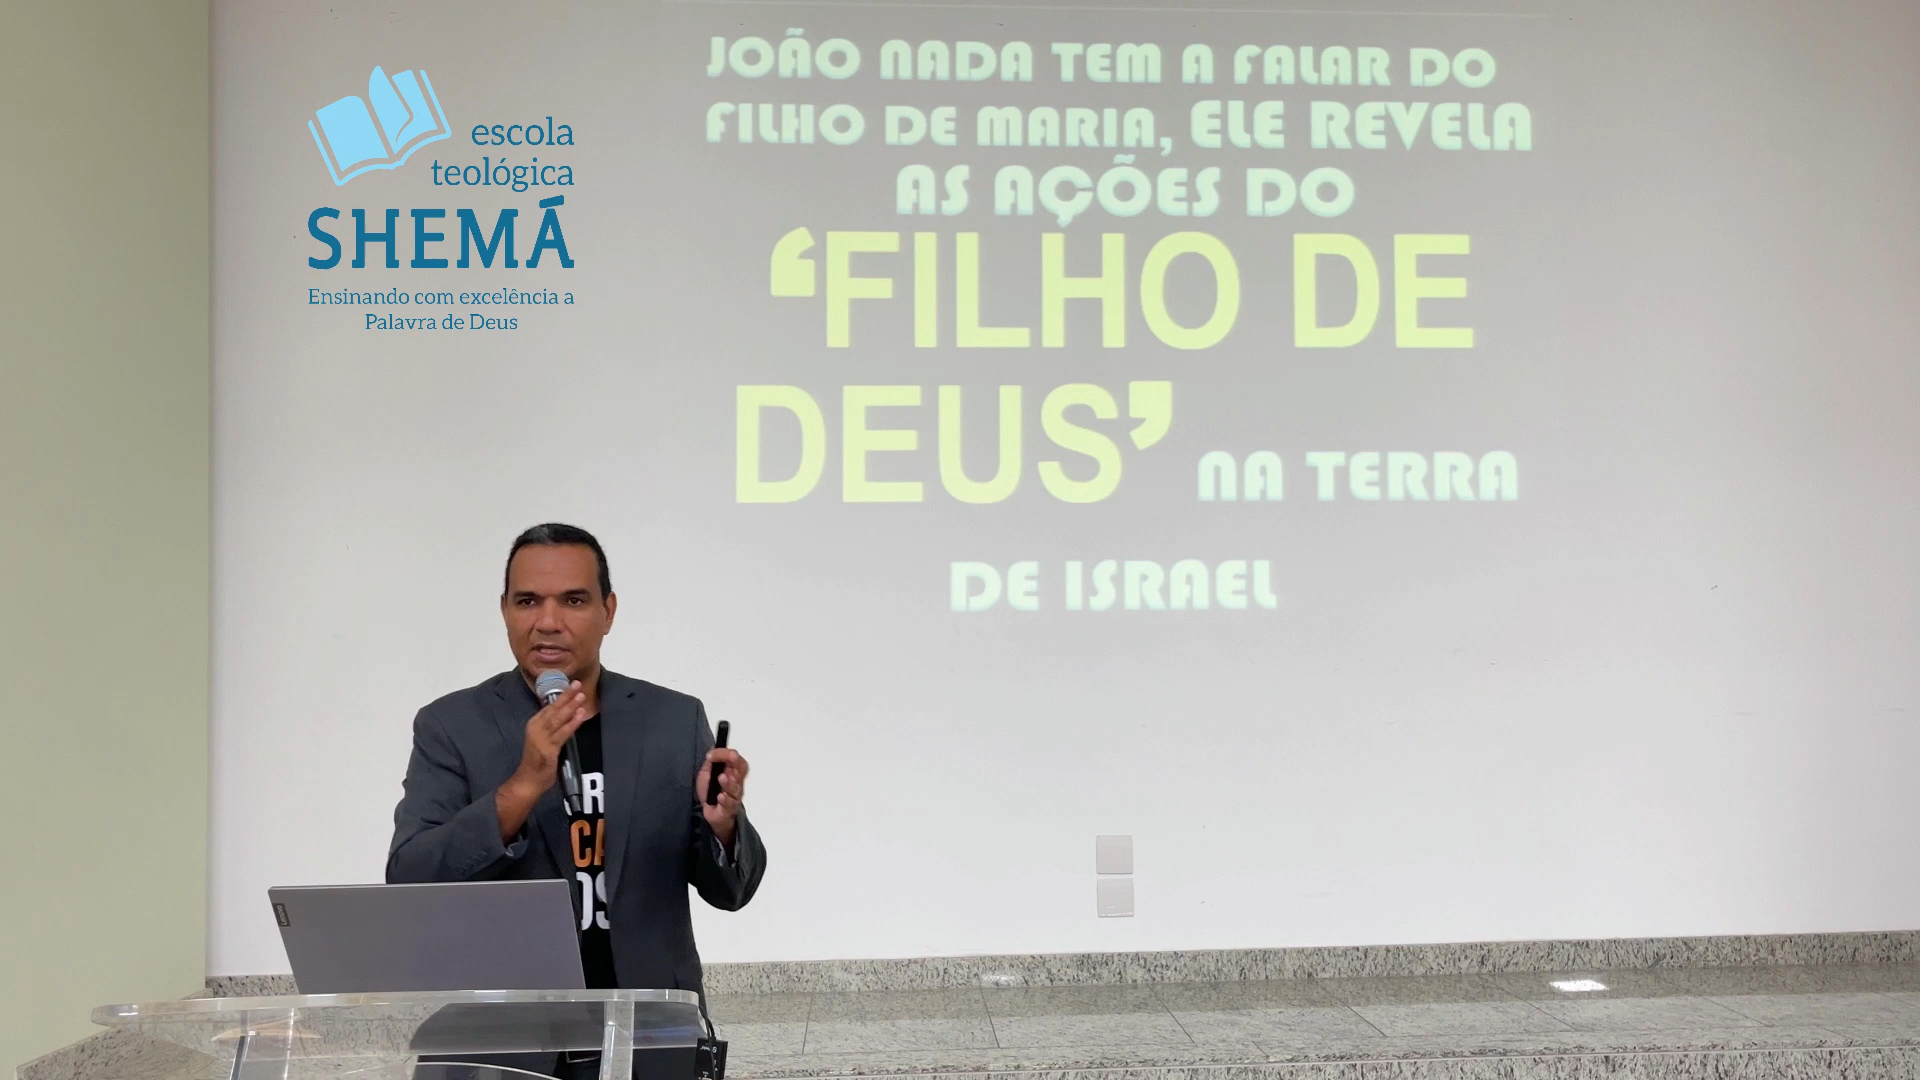 escola
teológica
SHEMÁ
Ensinando com excelência a
Palavra de Deus
JOÃO NADA TEM A FALAR DO
FILHO DE MARIA, ELE REVELA
AS AÇÕES DO
‘FILHO DE
DEUS’ NA TERRA
DE ISRAEL
Lenovo